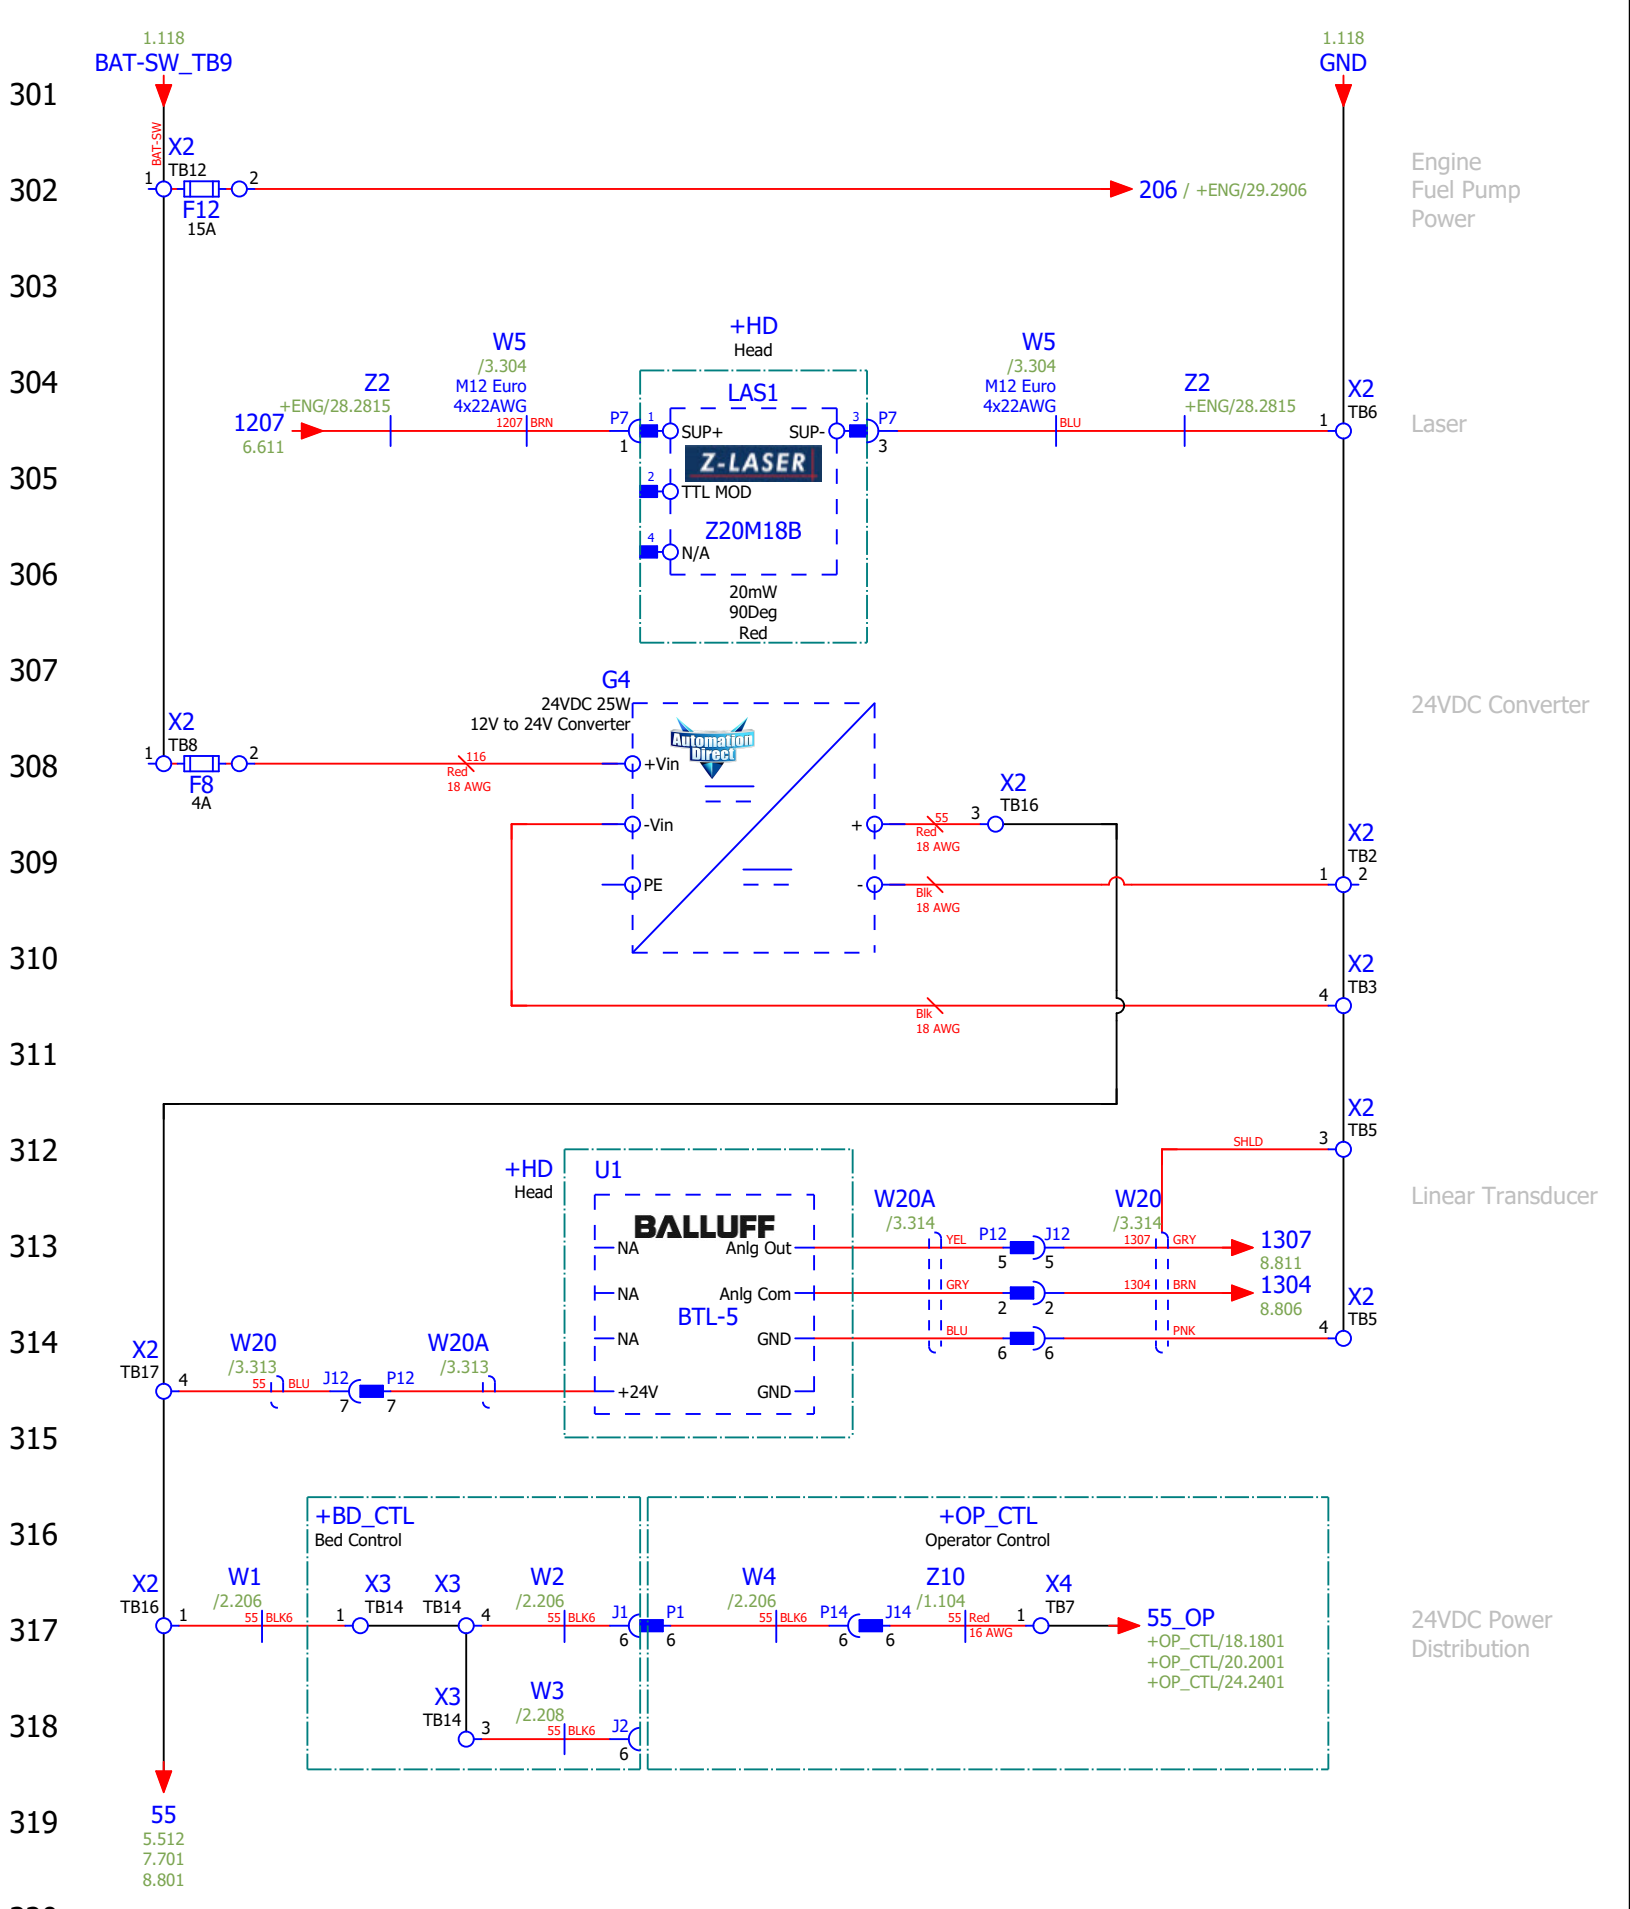 1.118
BAT-SW_TB9
1.118
GND
301
BAT-SW
X2
TB12
1
2
F12
15A
302
206 / +ENG/29.2906
Engine
Fuel Pump
Power
303
+HD
Head
W5
/3.304
M12 Euro
4x22AWG
W5
/3.304
M12 Euro
4x22AWG
304
Z2
+ENG/28.2815
Z2
+ENG/28.2815
LAS1
X2
TB6
1207
6.611
1207
BRN
P7
1
1
SUP+
SUP-
3
P7
3
BLU
1
Laser
Z-LASER
305
2
TTL MOD
Z20M18B
4
N/A
306
20mW
90Deg
Red
307
G4
24VDC 25W
12V to 24V Converter
24VDC Converter
X2
TB8
1
2
F8
4A
308
116
Red
18 AWG
+Vin
Automation
Direct
X2
TB16
3
-Vin
+
55
Red
18 AWG
309
X2
TB2
1
2
PE
-
Blk
18 AWG
310
X2
TB3
4
Blk
18 AWG
311
X2
TB5
3
312
SHLD
+HD
Head
U1
W20A
/3.314
W20
/3.314
Linear Transducer
BALLUFF
313
NA
Anlg Out
YEL
P12
J12
5
5
1307
GRY
1307
8.811
NA
Anlg Com
GRY
2
2
1304
BRN
1304
8.806
BTL-5
X2
TB5
4
314
NA
GND
BLU
6
6
PNK
X2
TB17
4
W20
/3.313
55
BLU
J12
P12
7
7
W20A
/3.313
+24V
GND
315
316
+BD_CTL
Bed Control
+OP_CTL
Operator Control
X2
TB16
1
W1
/2.206
55
BLK6
X3
TB14
1
X3
TB14
4
W2
/2.206
55
BLK6
J1
P1
6
6
W4
/2.206
55
BLK6
P14
J14
6
6
Z10
/1.104
55
Red
16 AWG
X4
TB7
1
55_OP
+OP_CTL/18.1801
+OP_CTL/20.2001
+OP_CTL/24.2401
317
24VDC Power
Distribution
318
X3
TB14
3
W3
/2.208
55
BLK6
J2
6
319
55
5.512
7.701
8.801